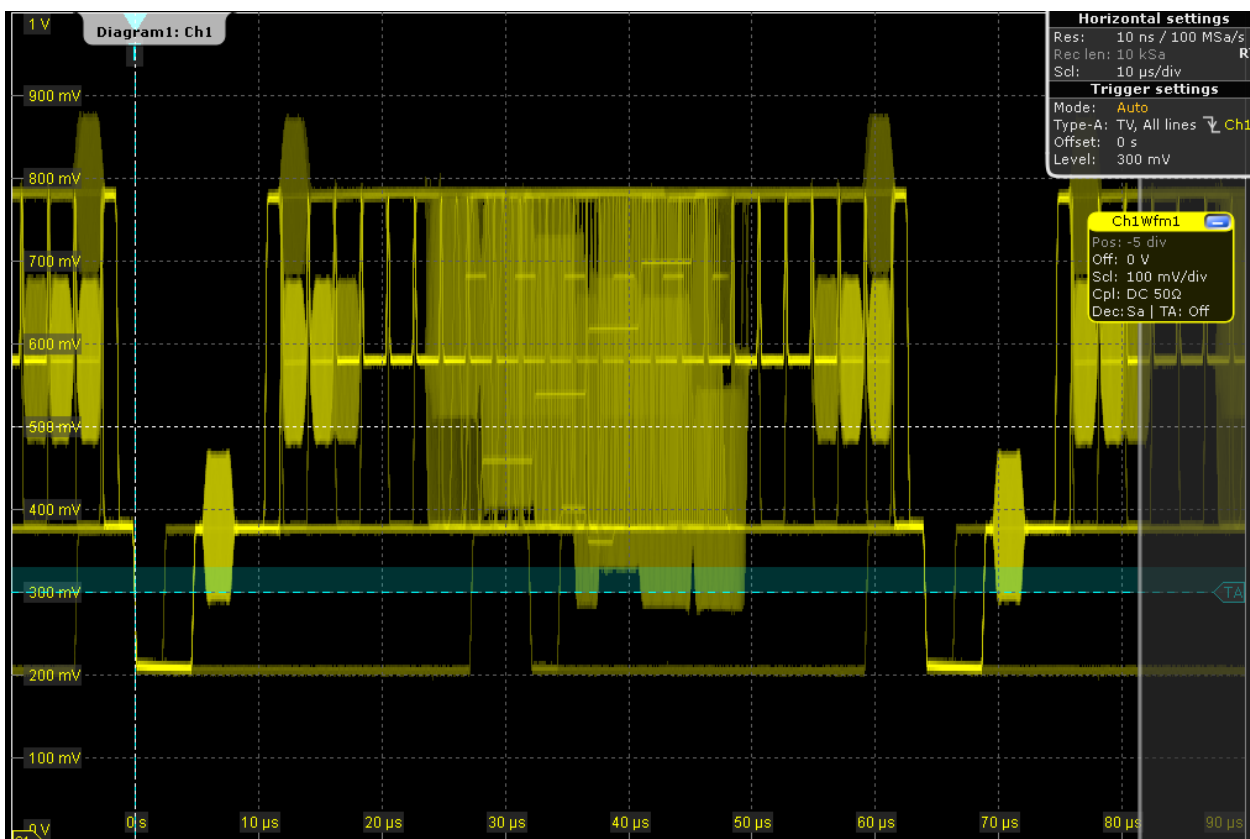 1 V
Diagram1: Ch1
Horizontal settings
Res: 10 ns / 100 MSa/s
Rec len: 10 kSa
Scl: 10 µs/div
Trigger settings
Mode: Auto
Type-A: TV, All lines Ch1
Offset: 0 s
Level: 300 mV
900 mV
800 mV
Ch1Wfm1
Pos: -5 div
Off: 0 V
Scl: 100 mV/div
Cpl: DC 50Ω
Dec: Sa | TA: Off
700 mV
600 mV
500 mV
400 mV
300 mV
TA
200 mV
100 mV
0 V
0 s
10 µs
20 µs
30 µs
40 µs
50 µs
60 µs
70 µs
80 µs
90 µs